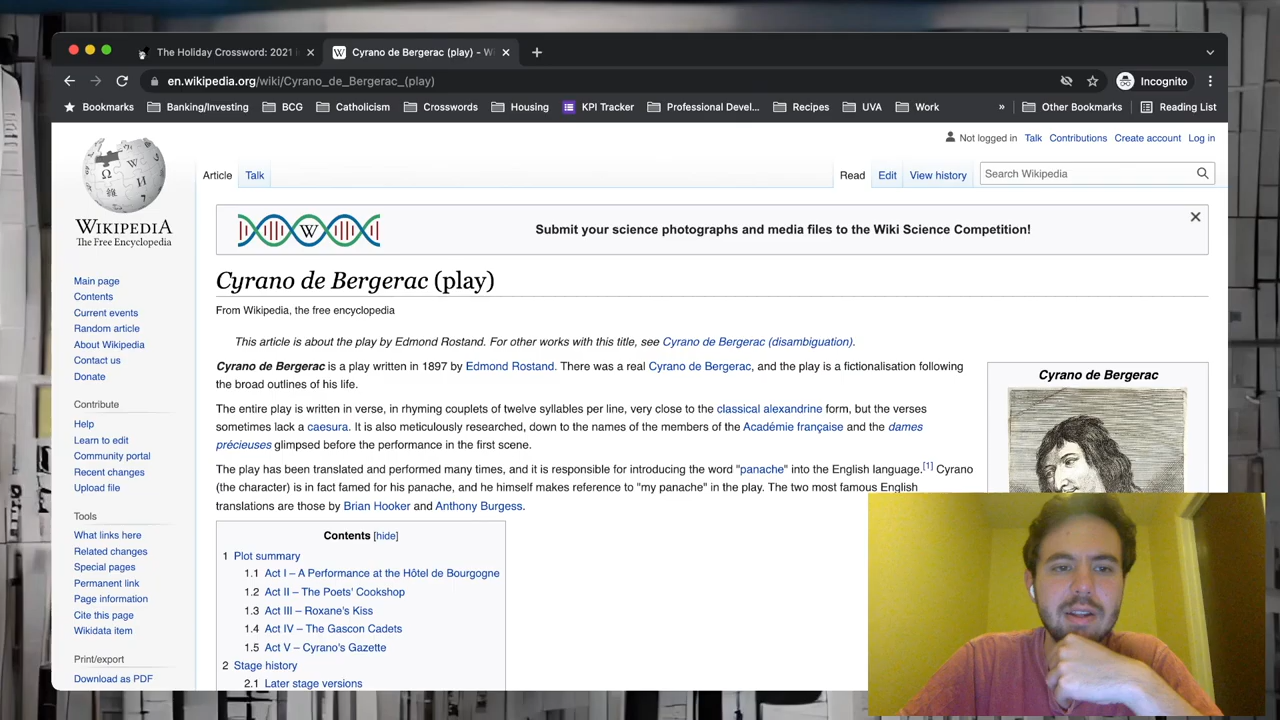 The Holiday Crossword: 2021
Cyrano de Bergerac (play) - W
en.wikipedia.org/wiki/Cyrano_de_Bergerac_(play)
Incognito
Bookmarks
Banking/Investing
BCG
Catholicism
Crosswords
Housing
KPI Tracker
Professional Devel...
Recipes
UVA
Work
»
Other Bookmarks
Reading List
Not logged in
Talk
Contributions
Create account
Log in
Article
Talk
Read
Edit
View history
Search Wikipedia
WIKIPEDIA
The Free Encyclopedia
W
Submit your science photographs and media files to the Wiki Science Competition!
Main page
Contents
Current events
Random article
About Wikipedia
Contact us
Donate
Contribute
Help
Learn to edit
Community portal
Recent changes
Upload file
Tools
What links here
Related changes
Special pages
Permanent link
Page information
Cite this page
Wikidata item
Print/export
Download as PDF
Cyrano de Bergerac (play)
From Wikipedia, the free encyclopedia
This article is about the play by Edmond Rostand. For other works with this title, see Cyrano de Bergerac (disambiguation).
Cyrano de Bergerac is a play written in 1897 by Edmond Rostand. There was a real Cyrano de Bergerac, and the play is a fictionalisation following
the broad outlines of his life.
The entire play is written in verse, in rhyming couplets of twelve syllables per line, very close to the classical alexandrine form, but the verses
sometimes lack a caesura. It is also meticulously researched, down to the names of the members of the Académie française and the dames
précieuses glimpsed before the performance in the first scene.
The play has been translated and performed many times, and it is responsible for introducing the word "panache" into the English language.[1] Cyrano
(the character) is in fact famed for his panache, and he himself makes reference to "my panache" in the play. The two most famous English
translations are those by Brian Hooker and Anthony Burgess.
Cyrano de Bergerac
Contents [hide]
1 Plot summary
1.1 Act I – A Performance at the Hôtel de Bourgogne
1.2 Act II – The Poets' Cookshop
1.3 Act III – Roxane's Kiss
1.4 Act IV – The Gascon Cadets
1.5 Act V – Cyrano's Gazette
2 Stage history
2.1 Later stage versions